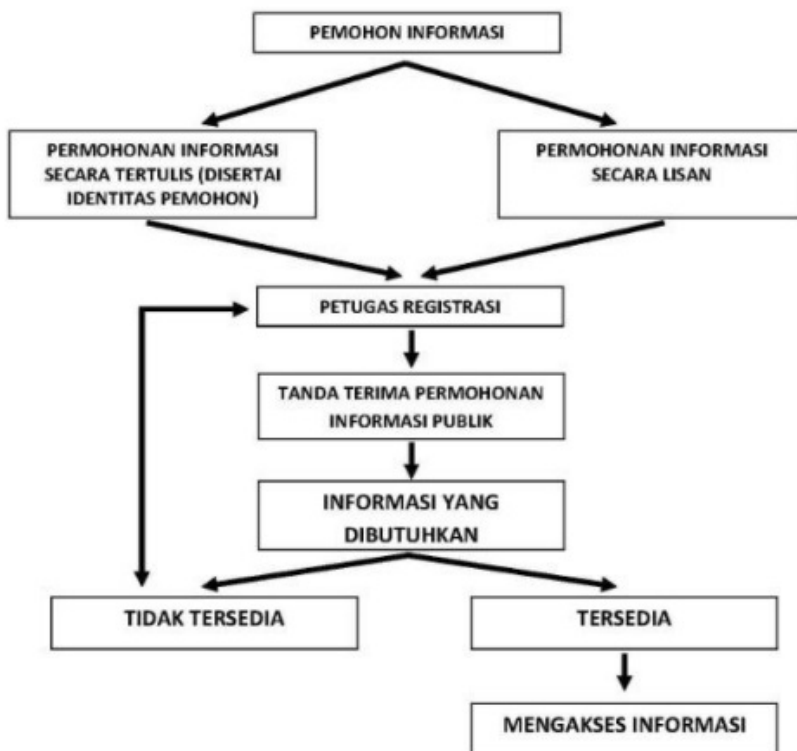 PEMOHON INFORMASI
PERMOHONAN INFORMASI
SECARA TERTULIS (DISERTAI
IDENTITAS PEMOHON)
PERMOHONAN INFORMASI
SECARA LISAN
PETUGAS REGISTRASI
TANDA TERIMA PERMOHONAN
INFORMASI PUBLIK
INFORMASI YANG
DIBUTUHKAN
TIDAK TERSEDIA
TERSEDIA
MENGAKSES INFORMASI